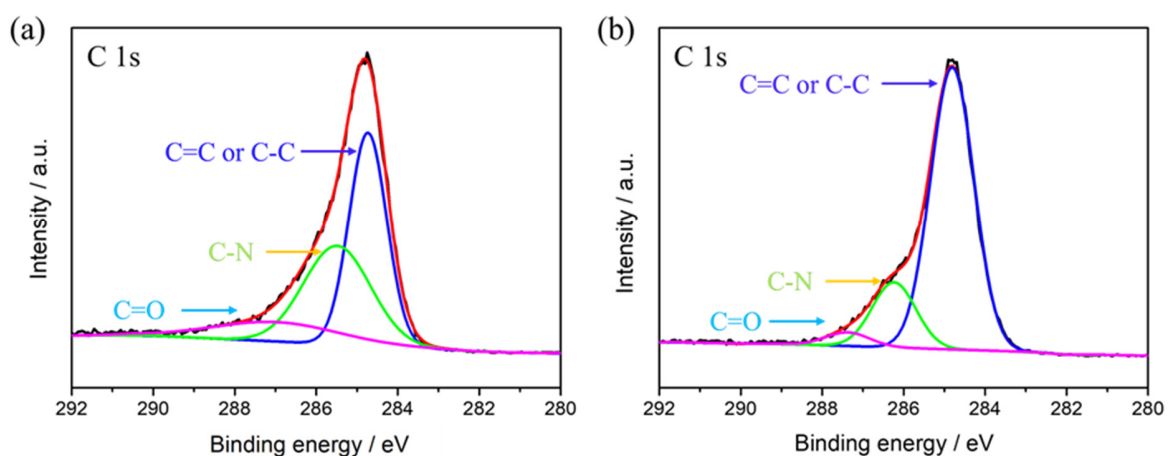 (a)
C 1s
C=C or C-C
C-N
C=O
Intensity / a.u.
292 290 288 286 284 282 280
Binding energy / eV
(b)
C 1s
C=C or C-C
C-N
C=O
Intensity / a.u.
292 290 288 286 284 282 280
Binding energy / eV